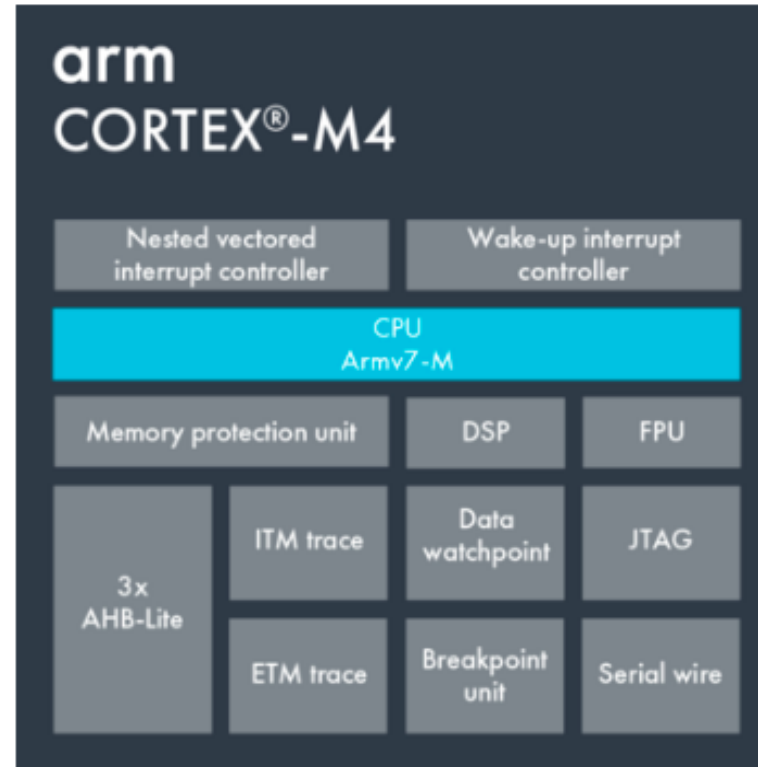 arm
CORTEX®-M4
Nested vectored
interrupt controller
Wake-up interrupt
controller
CPU
Armv7-M
Memory protection unit
DSP
FPU
3x
AHB-Lite
ITM trace
Data
watchpoint
JTAG
ETM trace
Breakpoint
unit
Serial wire